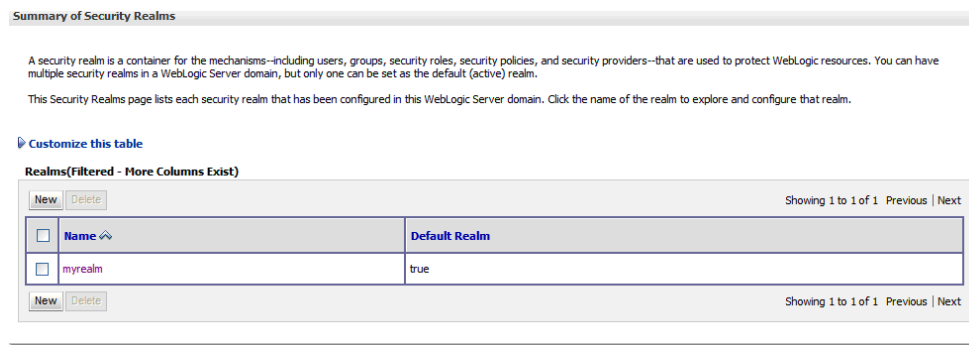 Summary of Security Realms
A security realm is a container for the mechanisms--including users, groups, security roles, security policies, and security providers--that are used to protect WebLogic resources. You can have
multiple security realms in a WebLogic Server domain, but only one can be set as the default (active) realm.
This Security Realms page lists each security realm that has been configured in this WebLogic Server domain. Click the name of the realm to explore and configure that realm.
Customize this table
Realms(Filtered - More Columns Exist)
New Delete Showing 1 to 1 of 1 Previous | Next
Name Default Realm
myrealm true
New Delete Showing 1 to 1 of 1 Previous | Next